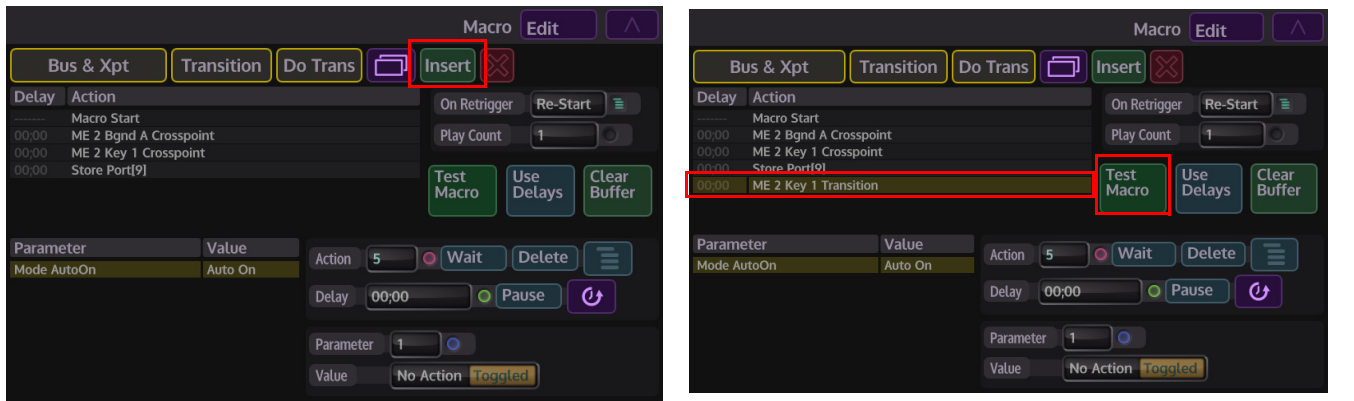 Macro Edit
Bus & Xpt Transition Do Trans Insert
Delay Action
------- Macro Start
00;00 ME 2 Bgnd A Crosspoint
00;00 ME 2 Key 1 Crosspoint
00;00 Store Port[9]
On Retrigger Re-Start
Play Count 1
Test Macro Use Delays Clear Buffer
Parameter Value
Mode AutoOn Auto On
Action 5 Wait Delete
Delay 00;00 Pause
Parameter 1
Value No Action Toggled
Macro Edit
Bus & Xpt Transition Do Trans Insert
Delay Action
------- Macro Start
00;00 ME 2 Bgnd A Crosspoint
00;00 ME 2 Key 1 Crosspoint
00;00 Store Port[9]
00;00 ME 2 Key 1 Transition
On Retrigger Re-Start
Play Count 1
Test Macro Use Delays Clear Buffer
Parameter Value
Mode AutoOn Auto On
Action 5 Wait Delete
Delay 00;00 Pause
Parameter 1
Value No Action Toggled